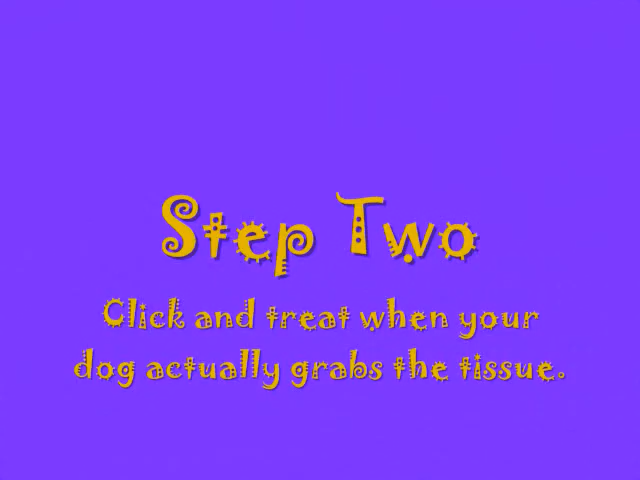 Step Two
Click and treat when your
dog actually grabs the tissue.